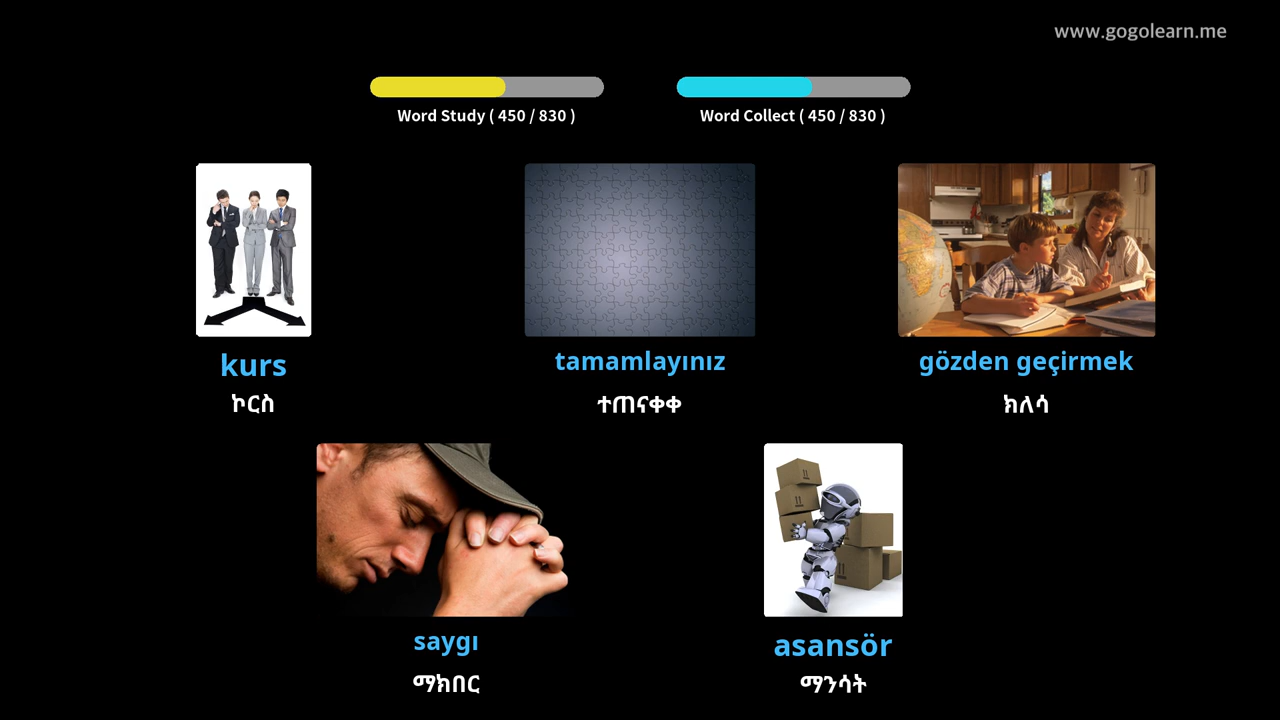 www.gogolearn.me
Word Study ( 450 / 830 )
Word Collect ( 450 / 830 )
kurs
ኮርስ
tamamlayınız
ተጠናቀቀ
gözden geçirmek
ክለሳ
saygı
ማክበር
asansör
ማንሳት